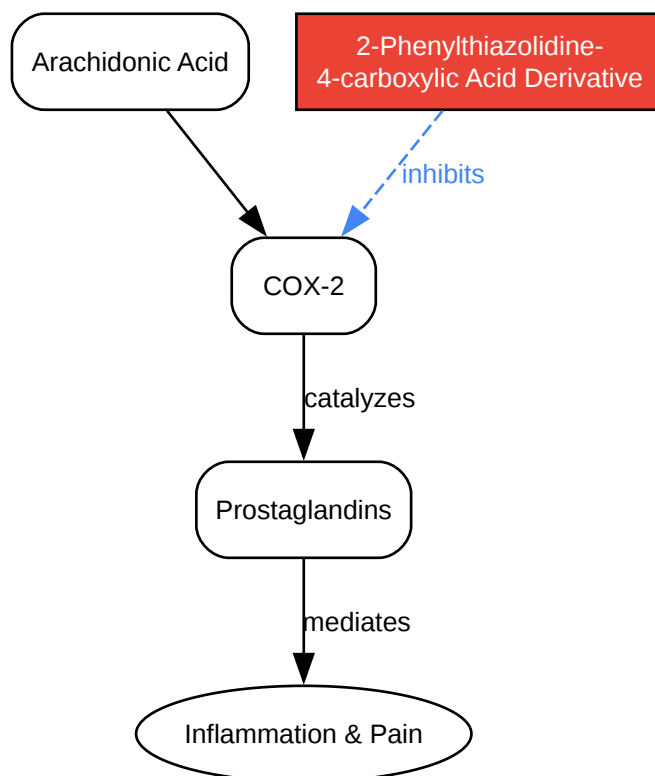 Arachidonic Acid
2-Phenylthiazolidine-
4-carboxylic Acid Derivative
inhibits
COX-2
catalyzes
Prostaglandins
mediates
Inflammation & Pain